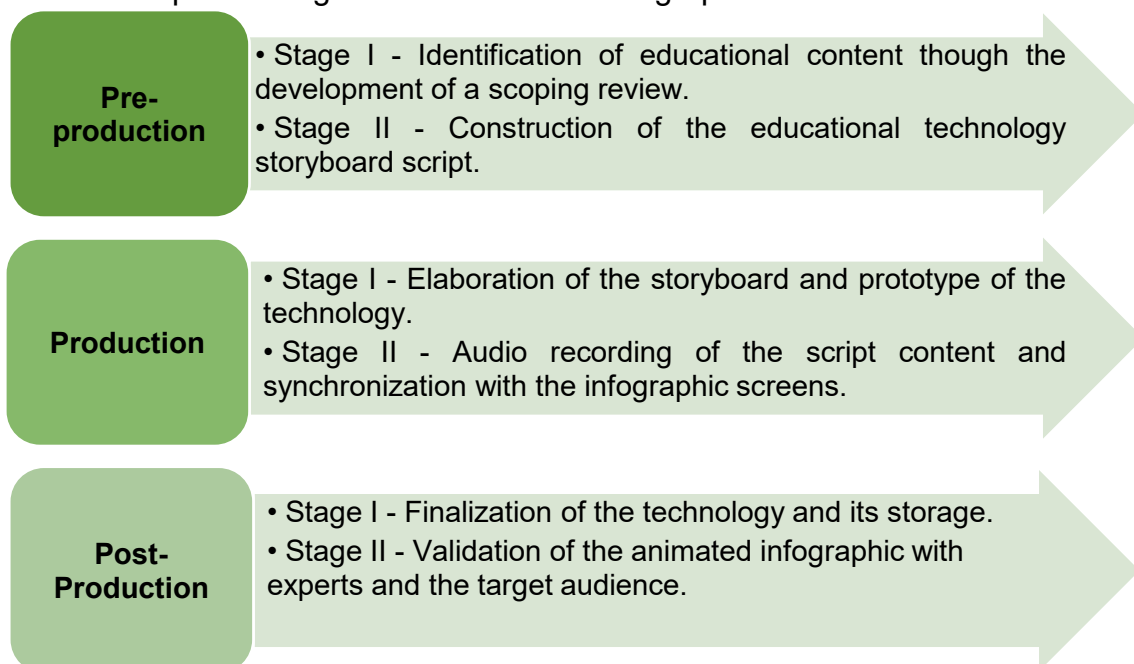 Pre-
production
• Stage I - Identification of educational content though the
development of a scoping review.
• Stage II - Construction of the educational technology
storyboard script.
Production
• Stage I - Elaboration of the storyboard and prototype of the
technology.
• Stage II - Audio recording of the script content and
synchronization with the infographic screens.
Post-
Production
• Stage I - Finalization of the technology and its storage.
• Stage II - Validation of the animated infographic with
experts and the target audience.